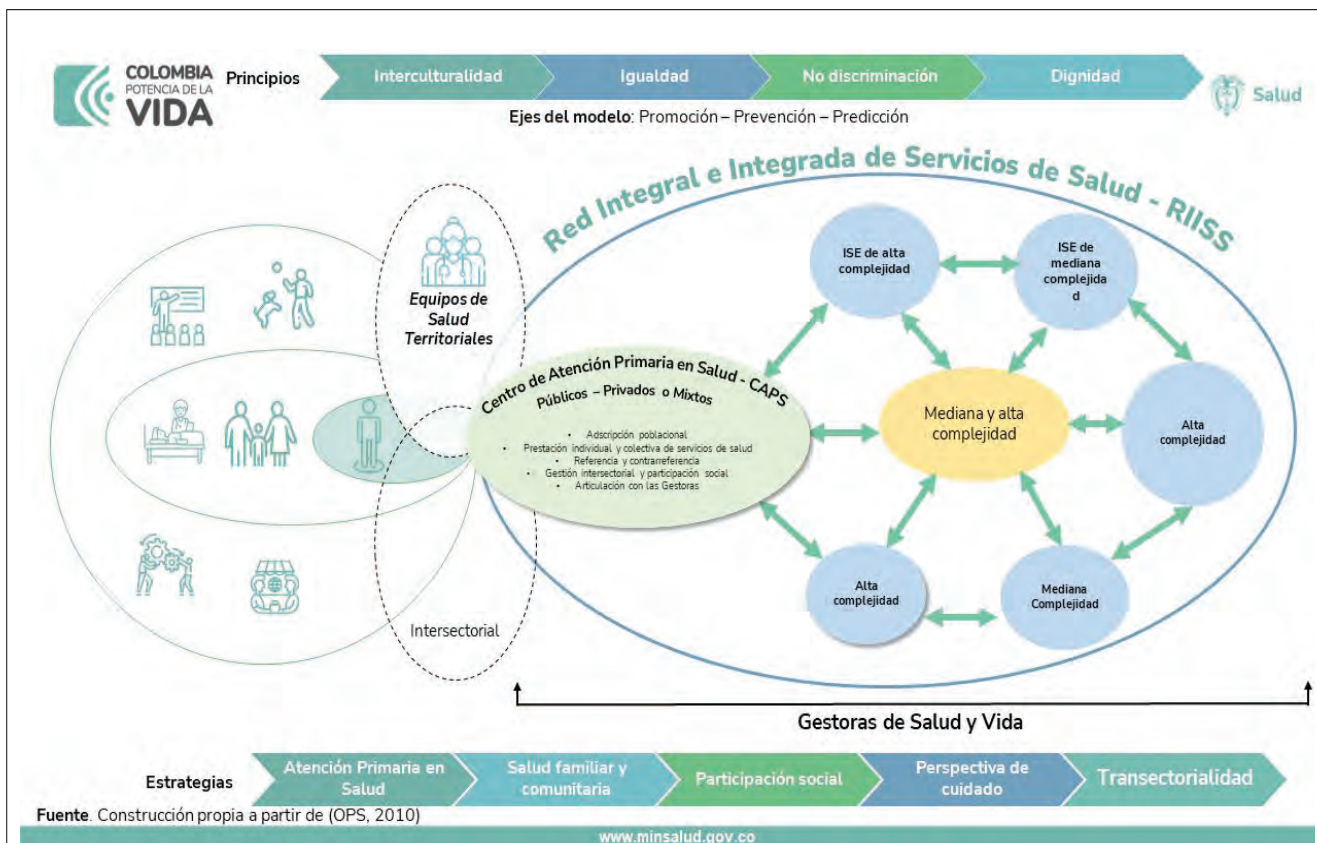 COLOMBIA
POTENCIA DE LA
VIDA
Principios
Interculturalidad
Igualdad
No discriminación
Dignidad
Salud
Ejes del modelo: Promoción – Prevención – Predicción
Red Integral e Integrada de Servicios de Salud - RIISS
Equipos de
Salud
Territoriales
ISE de alta
complejidad
ISE de
mediana
complejida
d
Centro de Atención Primaria en Salud - CAPS
Públicos – Privados o Mixtos
• Adscripción poblacional
• Prestación individual y colectiva de servicios de salud
• Referencia y contrarreferencia
• Gestión intersectorial y participación social
• Articulación con las Gestoras
Mediana y alta
complejidad
Alta
complejidad
Alta
complejidad
Mediana
Complejidad
Intersectorial
Gestoras de Salud y Vida
Estrategias
Atención Primaria en
Salud
Salud familiar y
comunitaria
Participación social
Perspectiva de
cuidado
Transectorialidad
Fuente. Construcción propia a partir de (OPS, 2010)
www.minsalud.gov.co